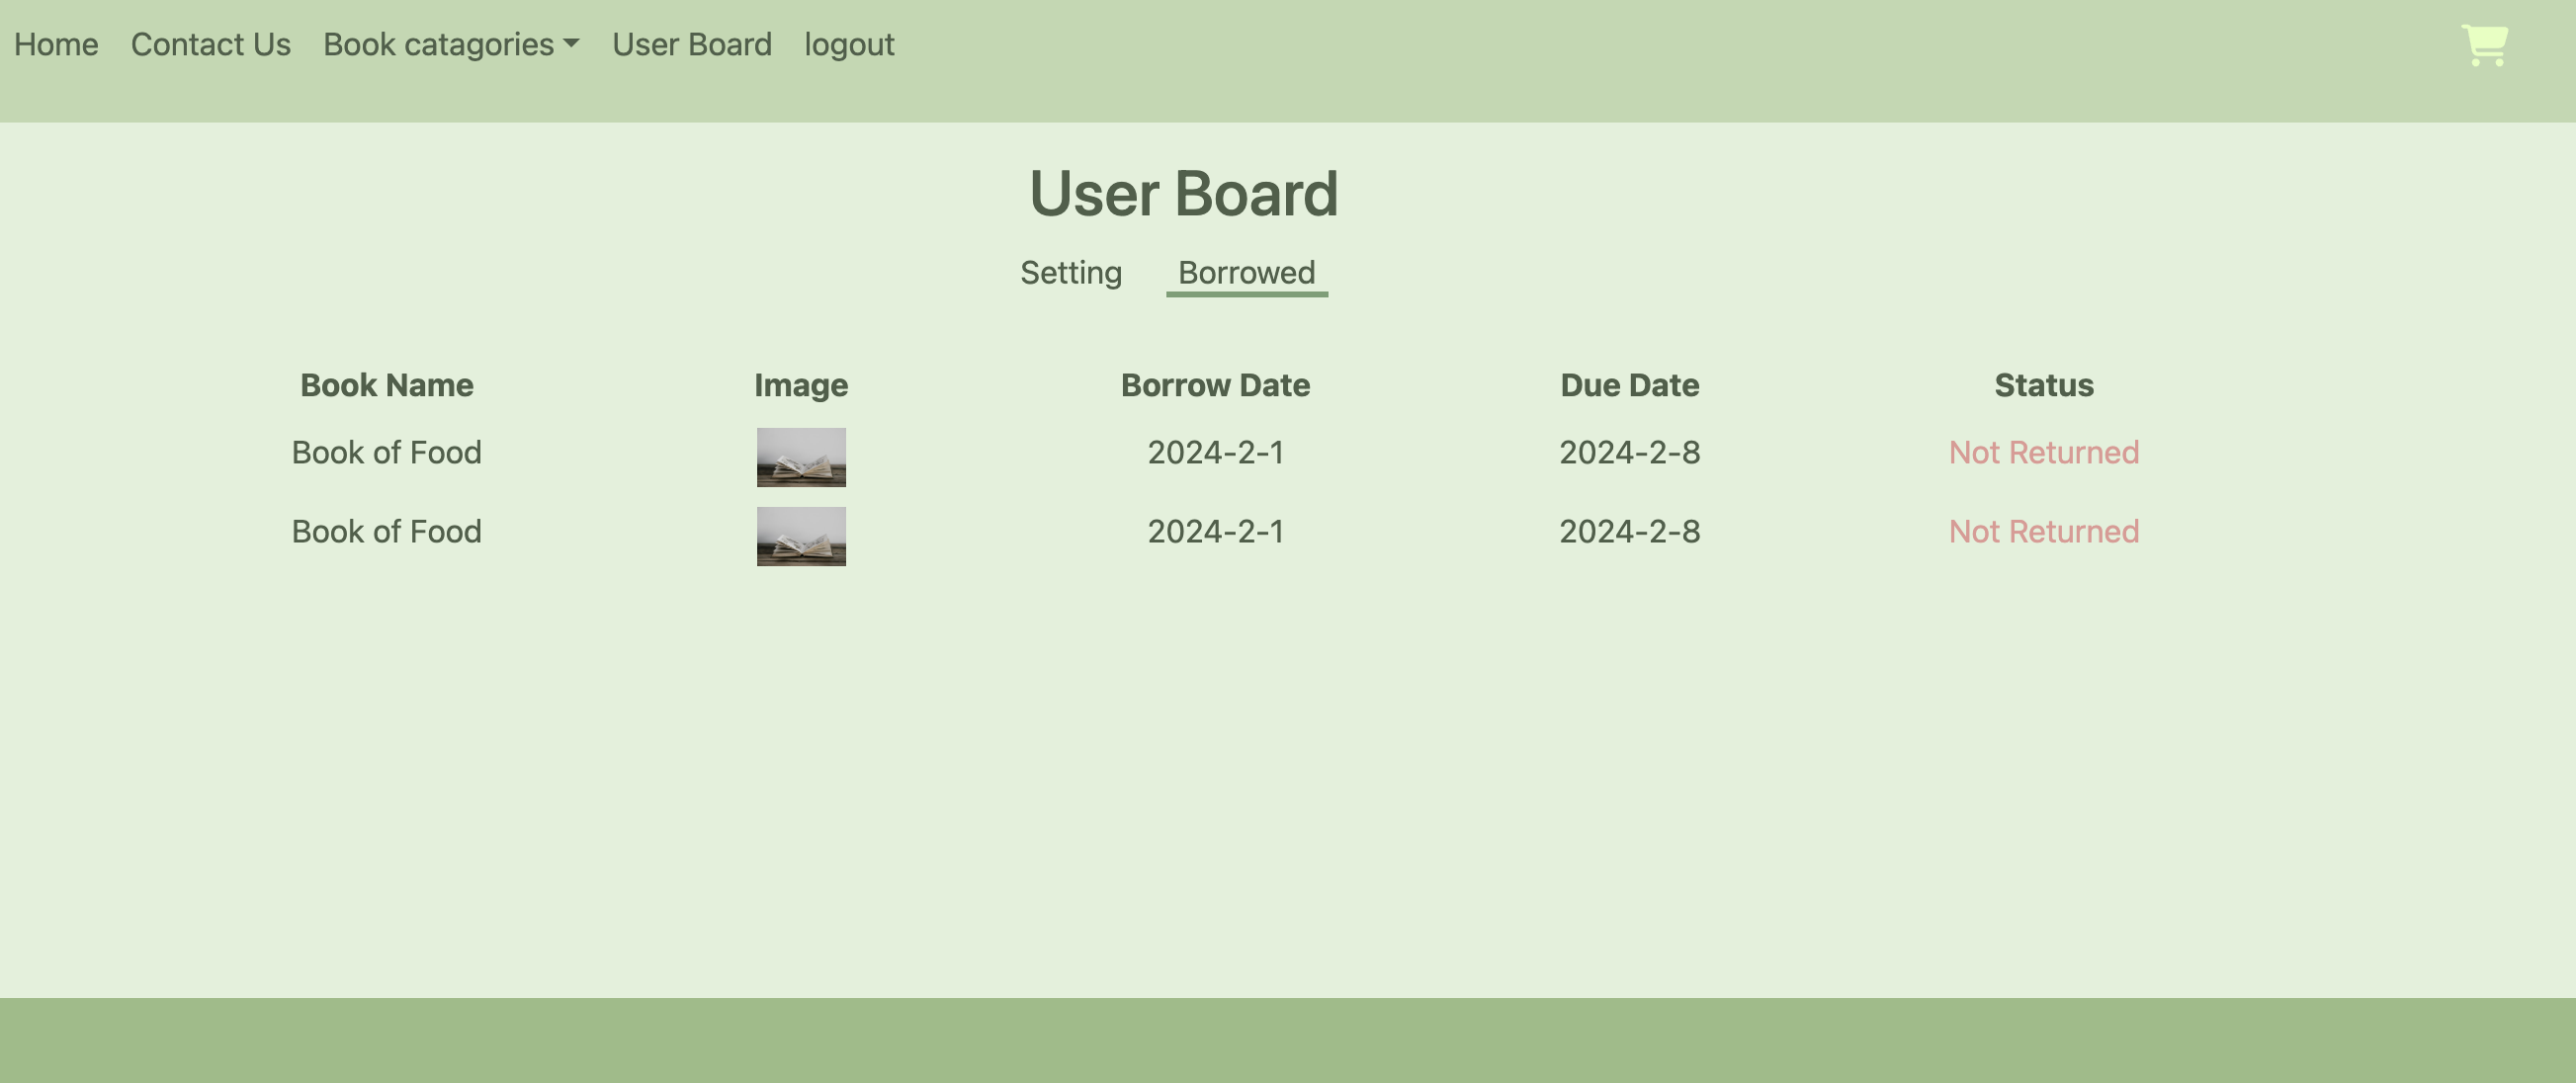 Home Contact Us Book catagories User Board logout
User Board
Setting Borrowed
Book Name Image Borrow Date Due Date Status
Book of Food 2024-2-1 2024-2-8 Not Returned
Book of Food 2024-2-1 2024-2-8 Not Returned